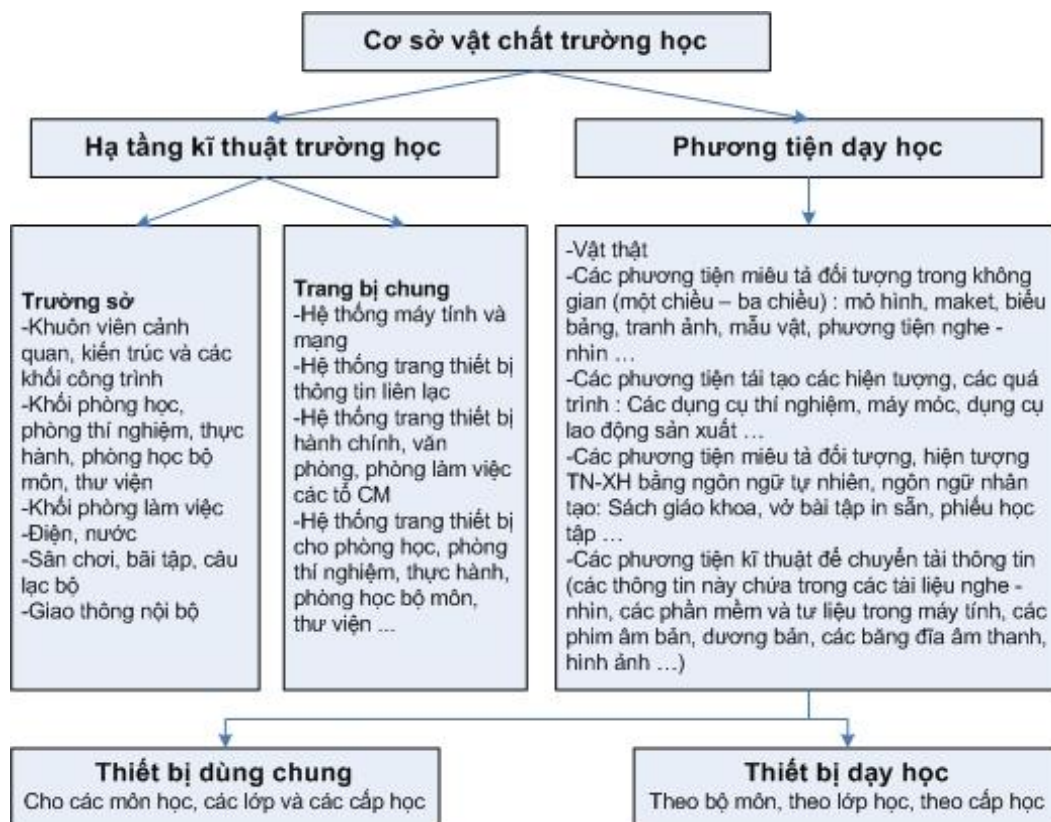 Cơ sở vật chất trường học
Hạ tầng kĩ thuật trường học
Phương tiện dạy học
Trường sở
-Khuôn viên cảnh
quan, kiến trúc và các
khối công trình
-Khối phòng học,
phòng thí nghiệm, thực
hành, phòng học bộ
môn, thư viện
-Khối phòng làm việc
-Điện, nước
-Sân chơi, bãi tập, câu
lạc bộ
-Giao thông nội bộ
Trang bị chung
-Hệ thống máy tính và
mạng
-Hệ thống trang thiết bị
thông tin liên lạc
-Hệ thống trang thiết bị
hành chính, văn
phòng, phòng làm việc
các tổ CM
-Hệ thống trang thiết bị
cho phòng học, phòng
thí nghiệm, thực hành,
phòng học bộ môn,
thư viện ...
-Vật thật
-Các phương tiện miêu tả đối tượng trong không
gian (một chiều – ba chiều) : mô hình, maket, biểu
bảng, tranh ảnh, mẫu vật, phương tiện nghe -
nhìn ...
-Các phương tiện tái tạo các hiện tượng, các quá
trình : Các dụng cụ thí nghiệm, máy móc, dụng cụ
lao động sản xuất ...
-Các phương tiện miêu tả đối tượng, hiện tượng
TN-XH bằng ngôn ngữ tự nhiên, ngôn ngữ nhân
tạo: Sách giáo khoa, vở bài tập in sẵn, phiếu học
tập ...
-Các phương tiện kĩ thuật để chuyển tải thông tin
(các thông tin này chứa trong các tài liệu nghe -
nhìn, các phần mềm và tư liệu trong máy tính, các
phim âm bản, dương bản, các băng đĩa âm thanh,
hình ảnh ...)
Thiết bị dùng chung
Cho các môn học, các lớp và các cấp học
Thiết bị dạy học
Theo bộ môn, theo lớp học, theo cấp học